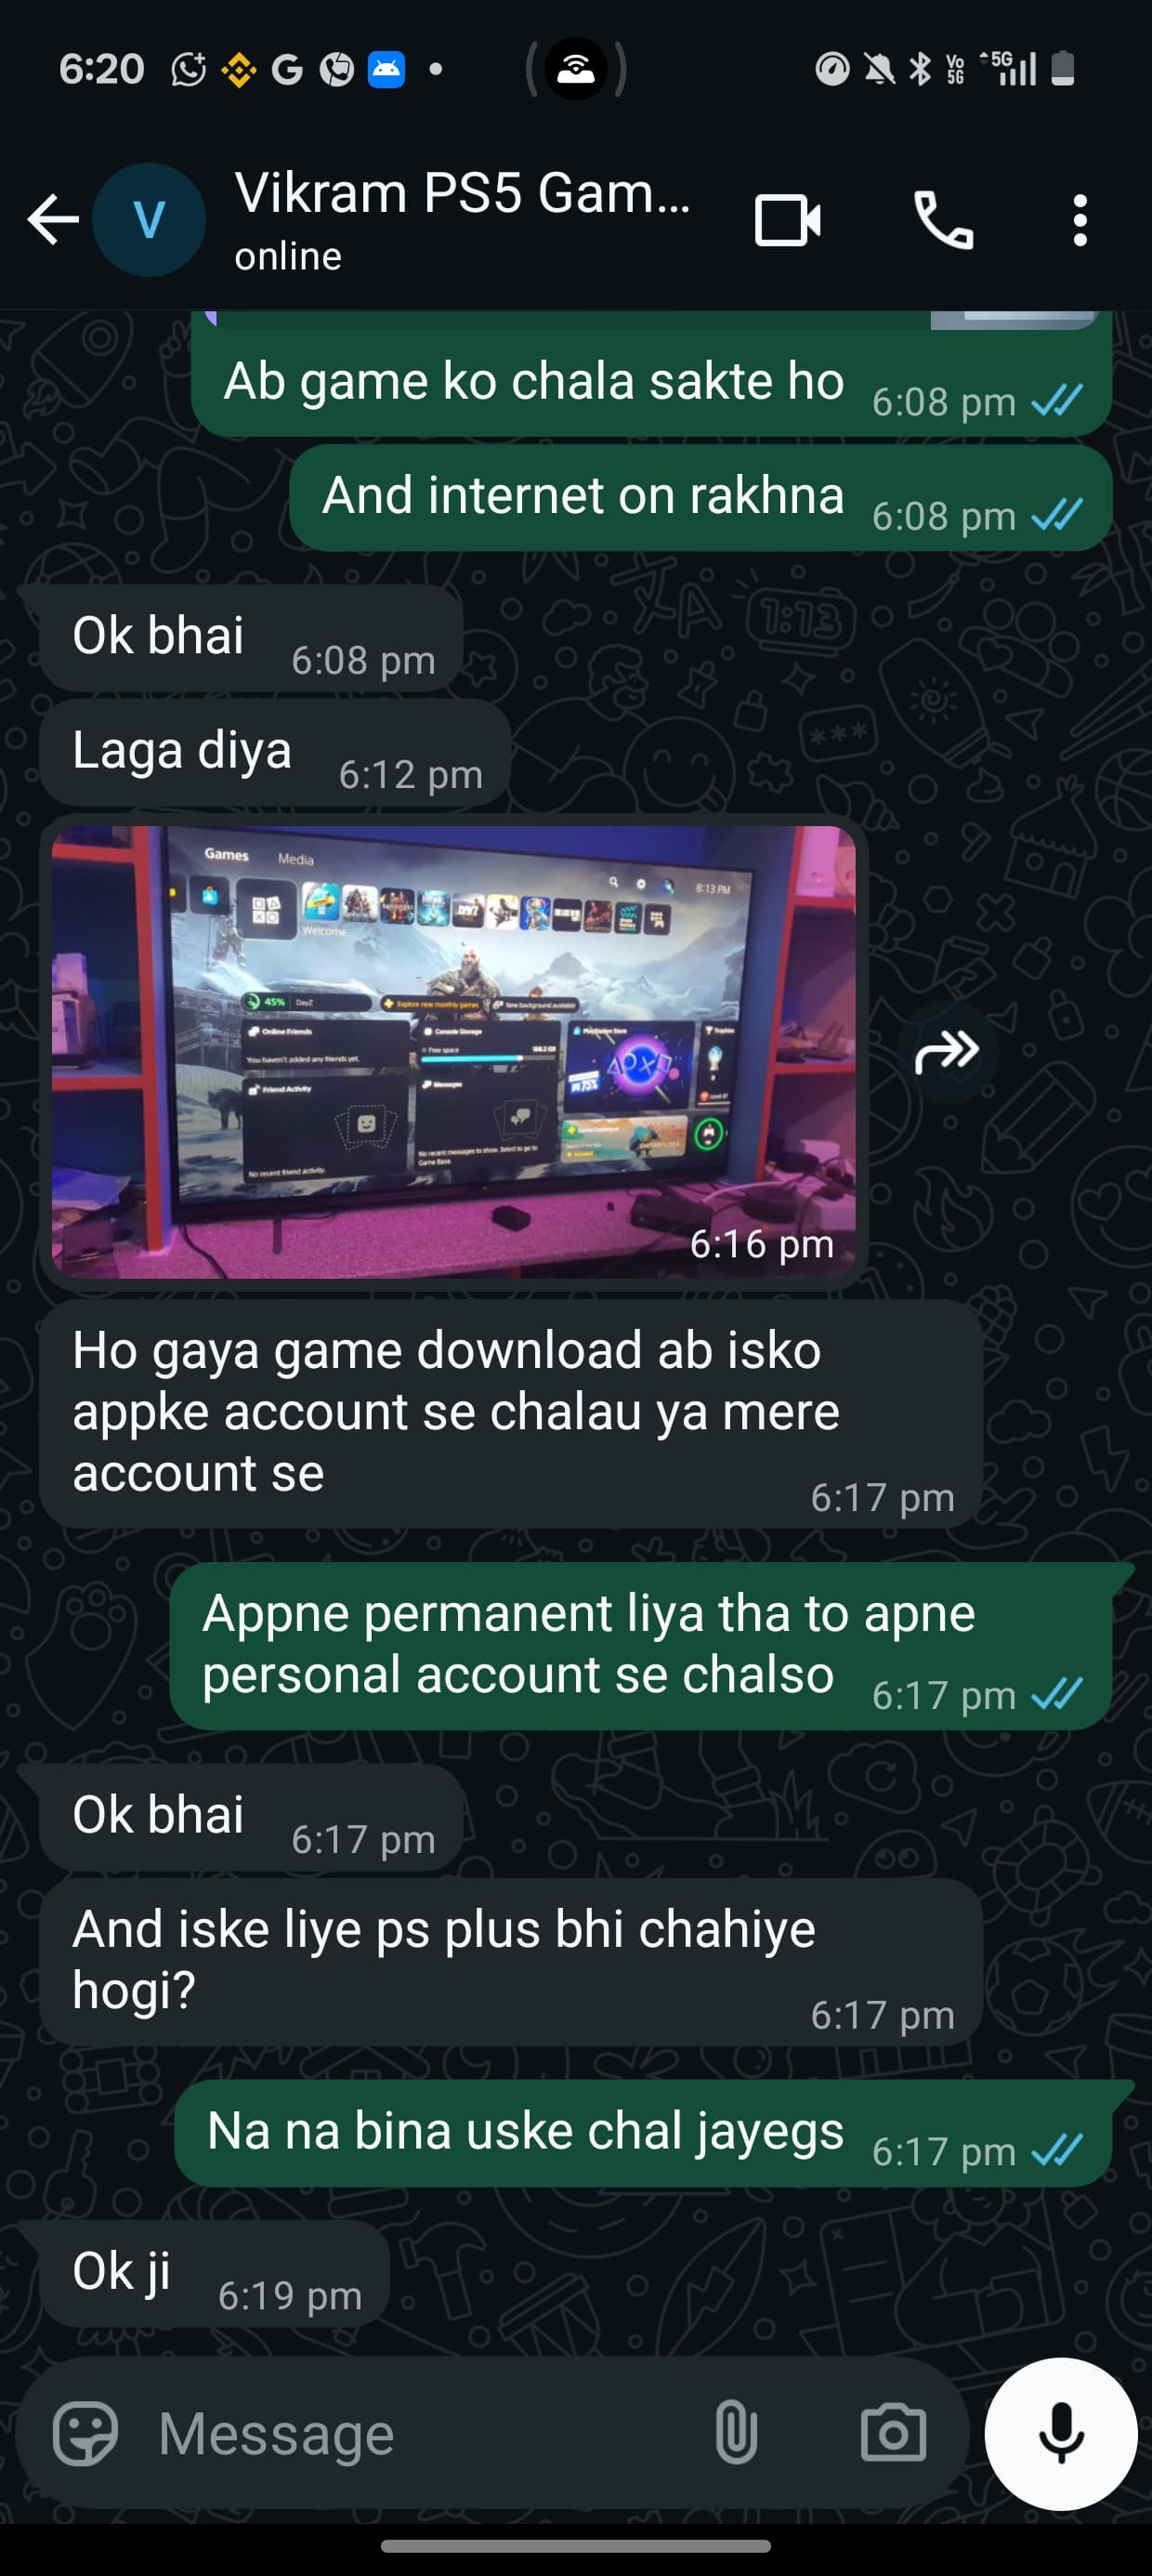 6:20
Vo
5G
5G
V
Vikram PS5 Gam...
online
Ab game ko chala sakte ho
6:08 pm
And internet on rakhna
6:08 pm
Ok bhai
6:08 pm
Laga diya
6:12 pm
Games
Media
8:13 PM
Welcome
45%
DayZ
Explore new monthly games
New background available
Online Friends
You haven't added any friends yet.
Friend Activity
No recent friend activity.
Console Storage
Free space
Messages
No recent messages to show. Select to go to
Game Base.
PlayStation Store
75%
Trophies
Game Catalogue
6:16 pm
Ho gaya game download ab isko
appke account se chalau ya mere
account se
6:17 pm
Appne permanent liya tha to apne
personal account se chalso
6:17 pm
Ok bhai
6:17 pm
And iske liye ps plus bhi chahiye
hogi?
6:17 pm
Na na bina uske chal jayegs
6:17 pm
Ok ji
6:19 pm
Message